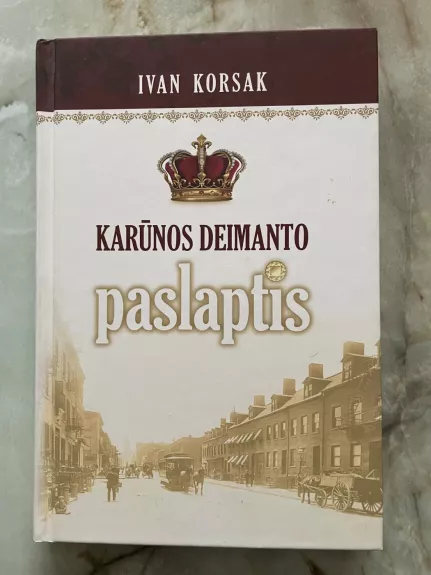 IVAN KORSAK
KARŪNOS DEIMANTO
paslaptis